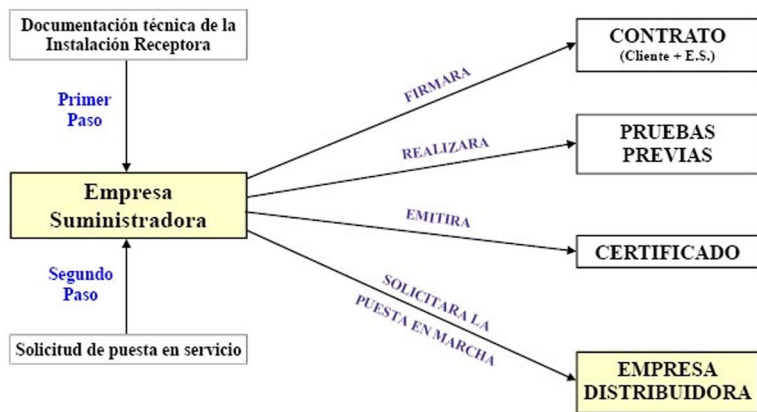 Documentación técnica de la
Instalación Receptora
Primer
Paso
Empresa
Suministradora
Segundo
Paso
Solicitud de puesta en servicio
FIRMARA
CONTRATO
(Cliente + E.S.)
REALIZARA
PRUEBAS
PREVIAS
EMITIRA
CERTIFICADO
SOLICITARA LA
PUESTA EN MARCHA
EMPRESA
DISTRIBUIDORA